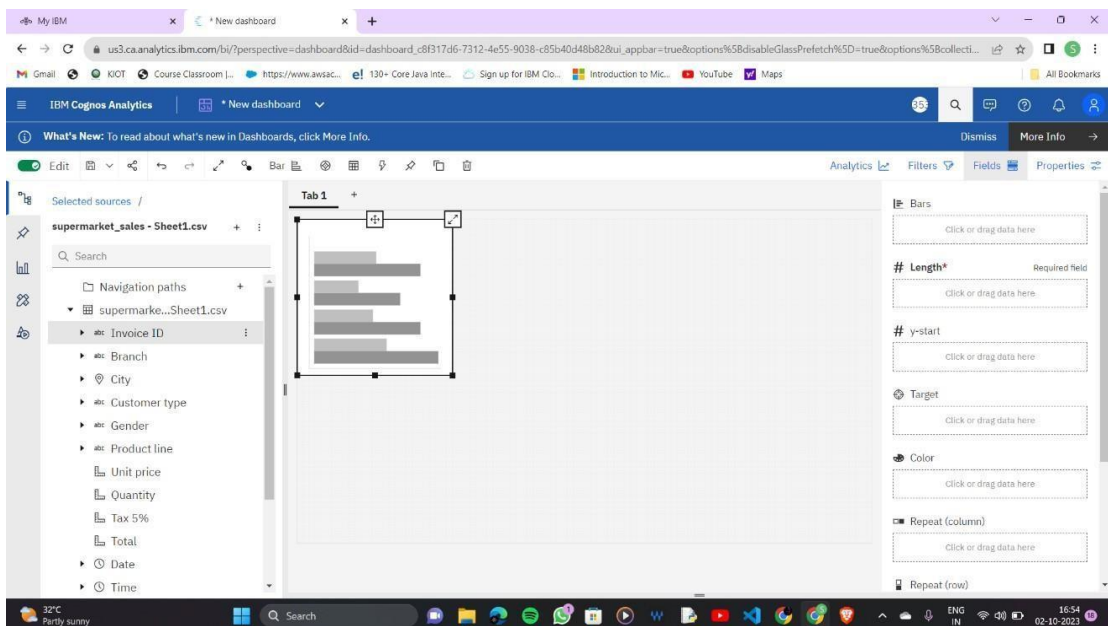 My IBM
* New dashboard
us3.ca.analytics.ibm.com/bi/?perspective=dashboard&id=dashboard_c8f317d6-7312-4e55-9038-c85b40d48b82&ui_appbar=true&options%5BdisableGlassPrefetch%5D=true&options%5Bcollecti...
Gmail KIOT Course Classroom |... https://www.awsac... 130+ Core Java Inte... Sign up for IBM Clo... Introduction to Mic... YouTube Maps All Bookmarks
IBM Cognos Analytics * New dashboard
What's New: To read about what's new in Dashboards, click More Info. Dismiss More Info
Edit Bar Analytics Filters Fields Properties
Selected sources /
supermarket_sales - Sheet1.csv
Search
Navigation paths
supermarke...Sheet1.csv
abc Invoice ID
abc Branch
City
abc Customer type
abc Gender
abc Product line
Unit price
Quantity
Tax 5%
Total
Date
Time
Tab 1
Bars
Click or drag data here
# Length* Required field
Click or drag data here
# y-start
Click or drag data here
Target
Click or drag data here
Color
Click or drag data here
Repeat (column)
Click or drag data here
Repeat (row)
32°C
Partly sunny
Search
ENG
IN
16:54
02-10-2023